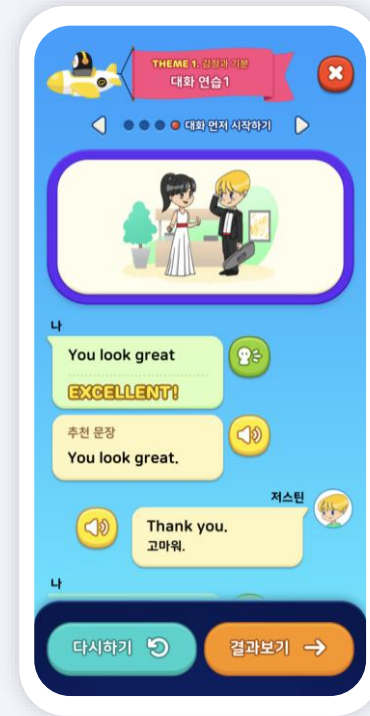 THEME 1. 감정과 기분
대화 연습1
대화 먼저 시작하기
나
You look great
EXCELLENT!
추천 문장
You look great.
저스틴
Thank you.
고마워.
나
다시하기
결과보기